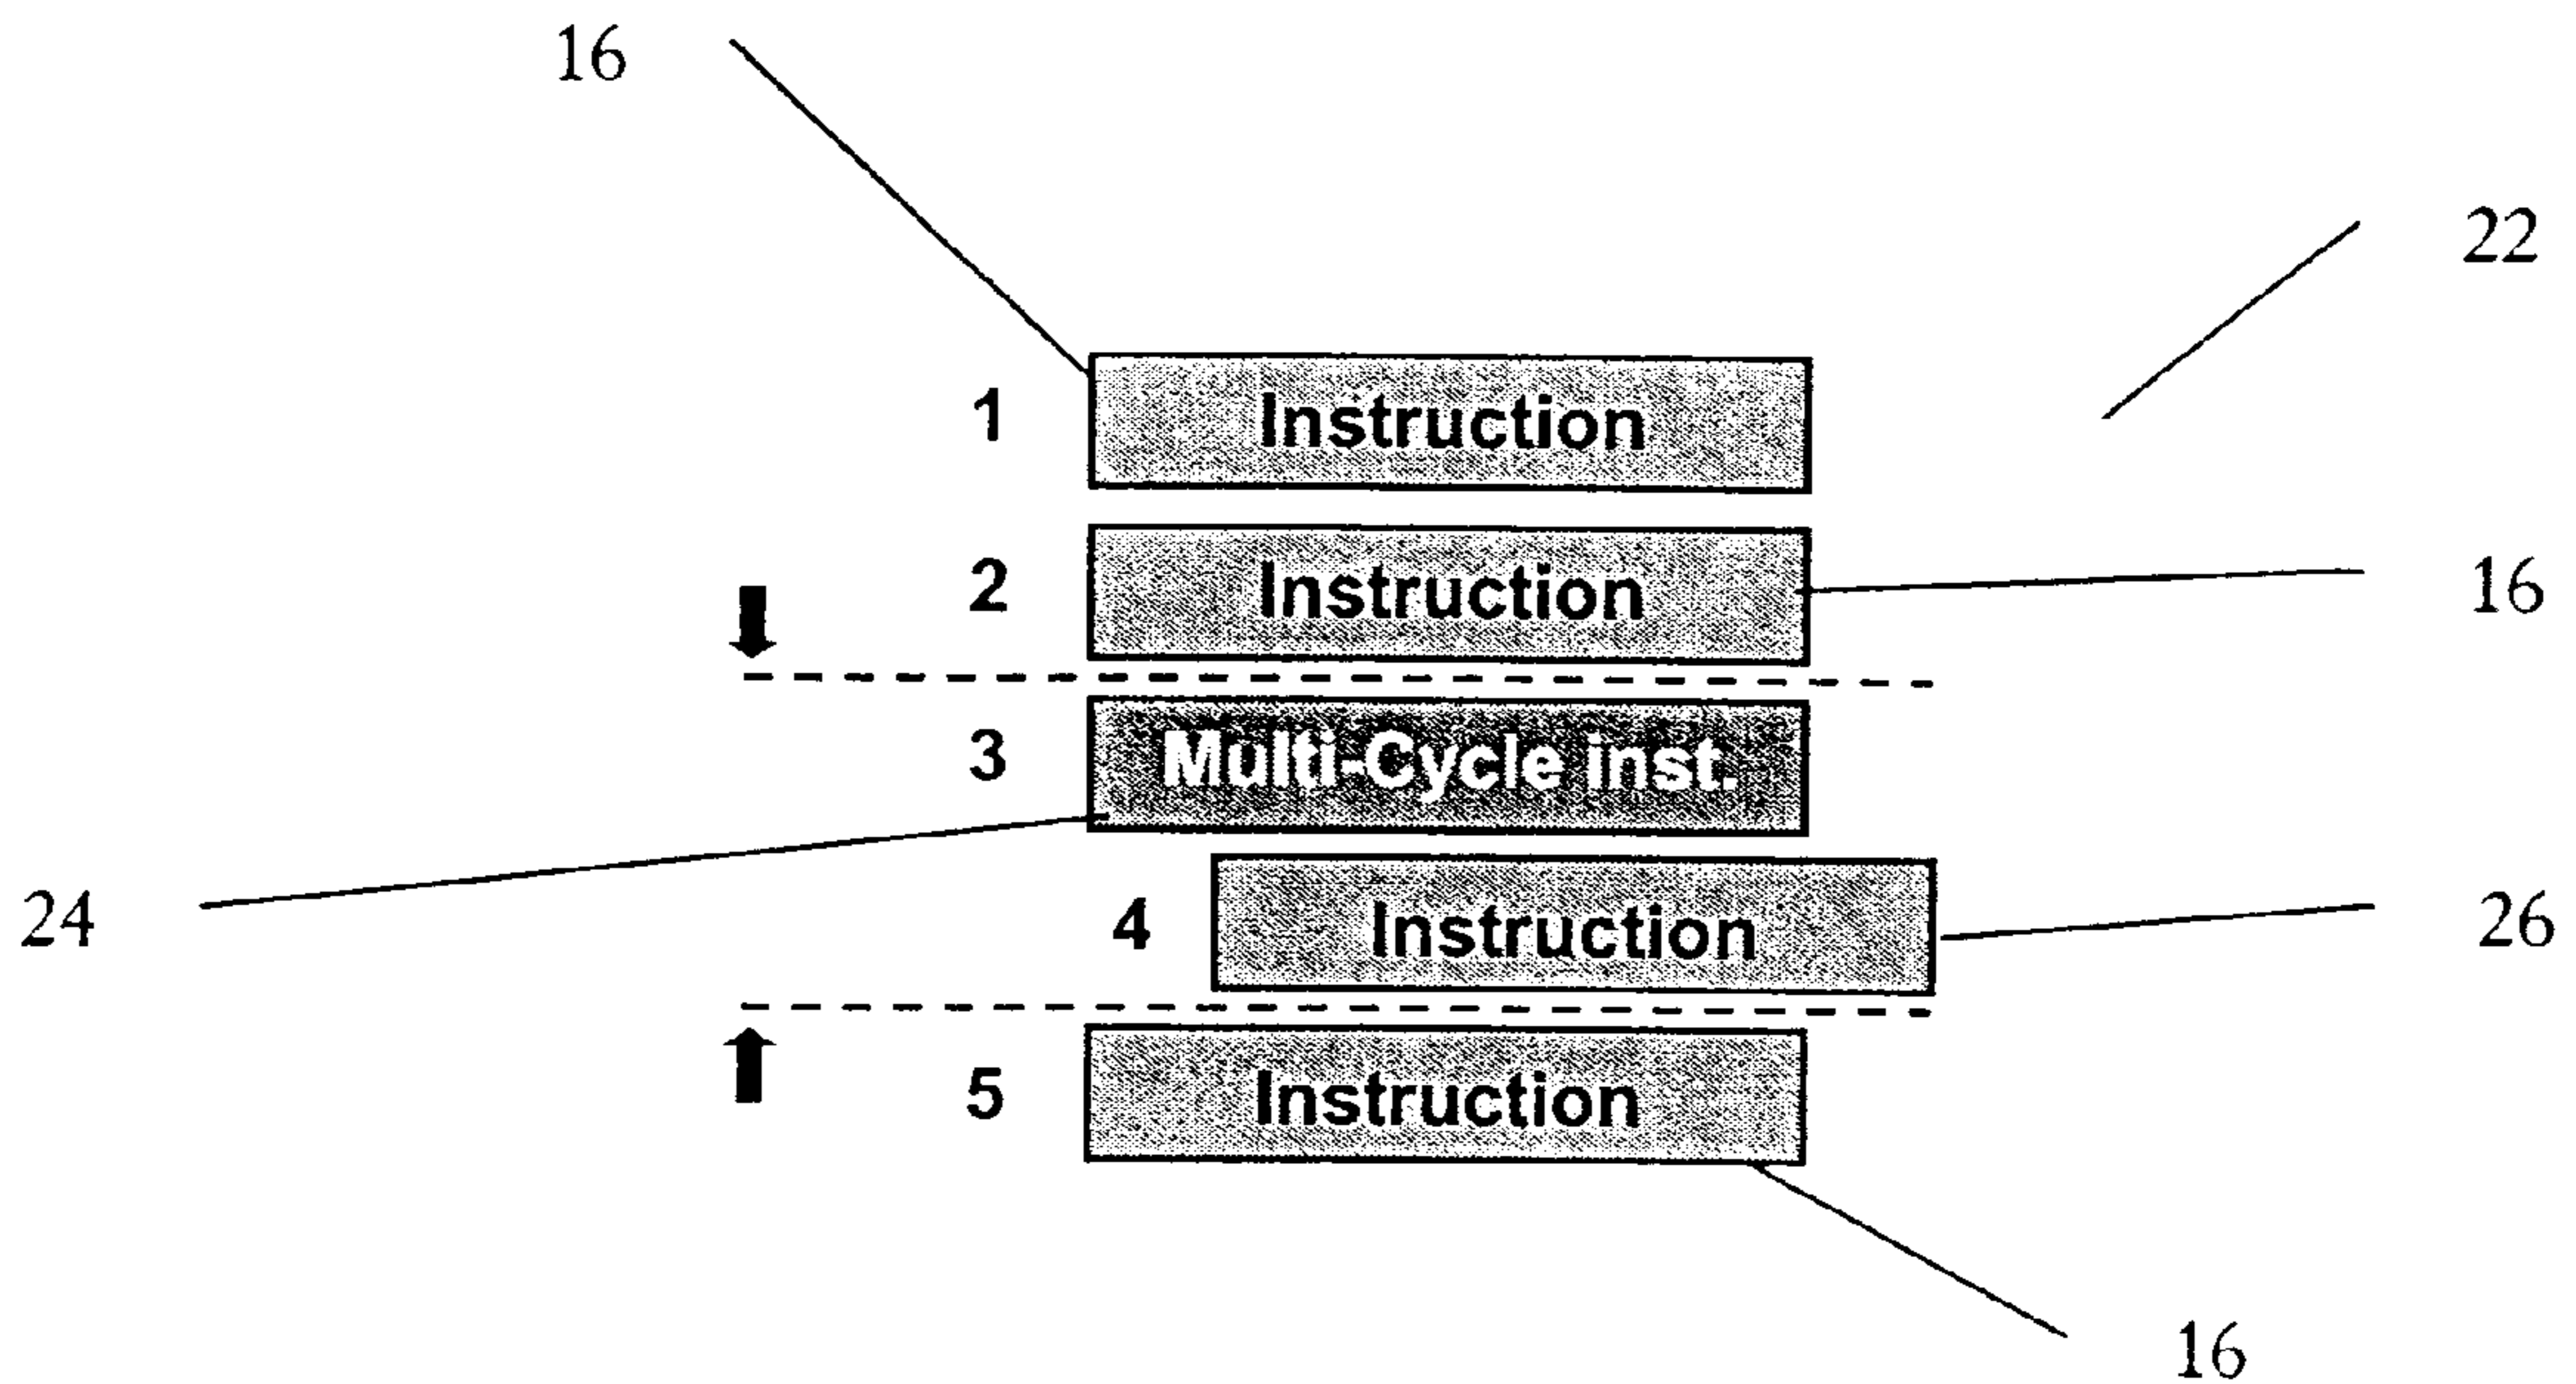 16
22
1 Instruction
2 Instruction 16
3 Multi-Cycle inst.
24 4 Instruction 26
5 Instruction
16